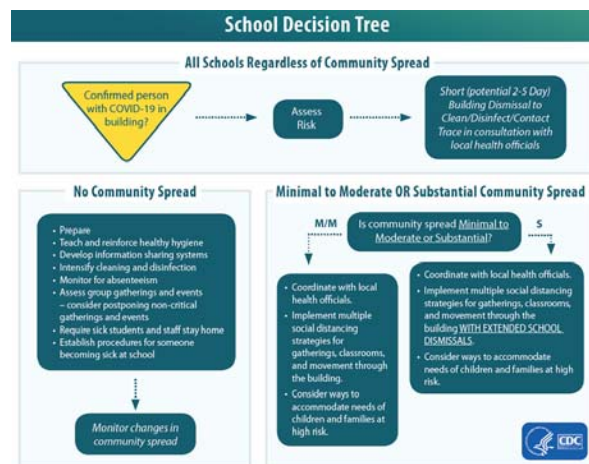 School Decision Tree
All Schools Regardless of Community Spread
Confirmed person
with COVID-19 in
building?
Assess
Risk
Short (potential 2-5 Day)
Building Dismissal to
Clean/Disinfect/Contact
Trace in consultation with
local health officials
No Community Spread
• Prepare
• Teach and reinforce healthy hygiene
• Develop information sharing systems
• Intensify cleaning and disinfection
• Monitor for absenteeism
• Assess group gatherings and events
– consider postponing non-critical
gatherings and events
• Require sick students and staff stay home
• Establish procedures for someone
becoming sick at school
Monitor changes in
community spread
Minimal to Moderate OR Substantial Community Spread
M/M
Is community spread Minimal to
Moderate or Substantial?
S
• Coordinate with local
health officials.
• Implement multiple
social distancing
strategies for
gatherings, classrooms,
and movement through
the building.
• Consider ways to
accommodate needs of
children and families at
high risk.
• Coordinate with local health officials.
• Implement multiple social distancing
strategies for gatherings, classrooms,
and movement through the
building WITH EXTENDED SCHOOL
DISMISSALS.
• Consider ways to accommodate
needs of children and families at high
risk.
CDC